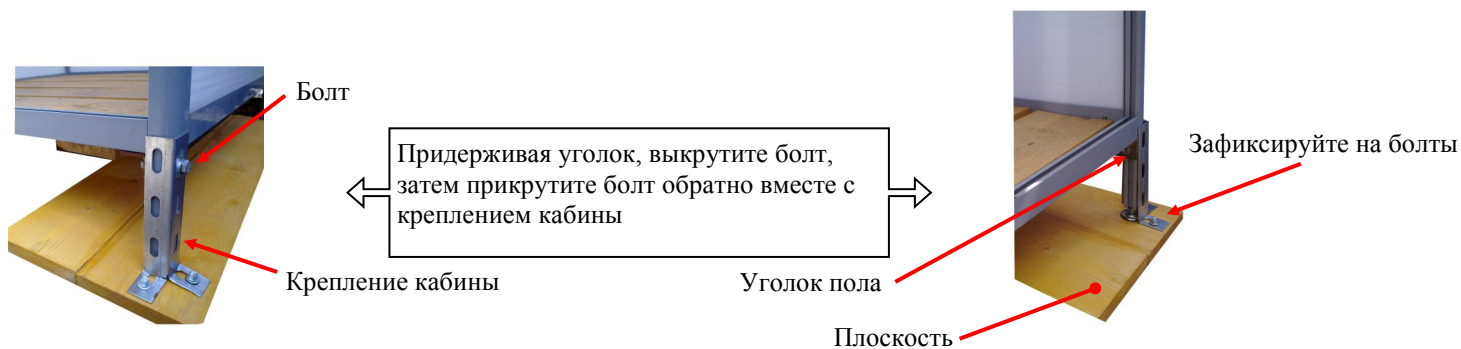 Болт
Зафиксируйте на болты
Придерживая уголок, выкрутите болт,
затем прикрутите болт обратно вместе с
креплением кабины
Крепление кабины
Уголок пола
Плоскость